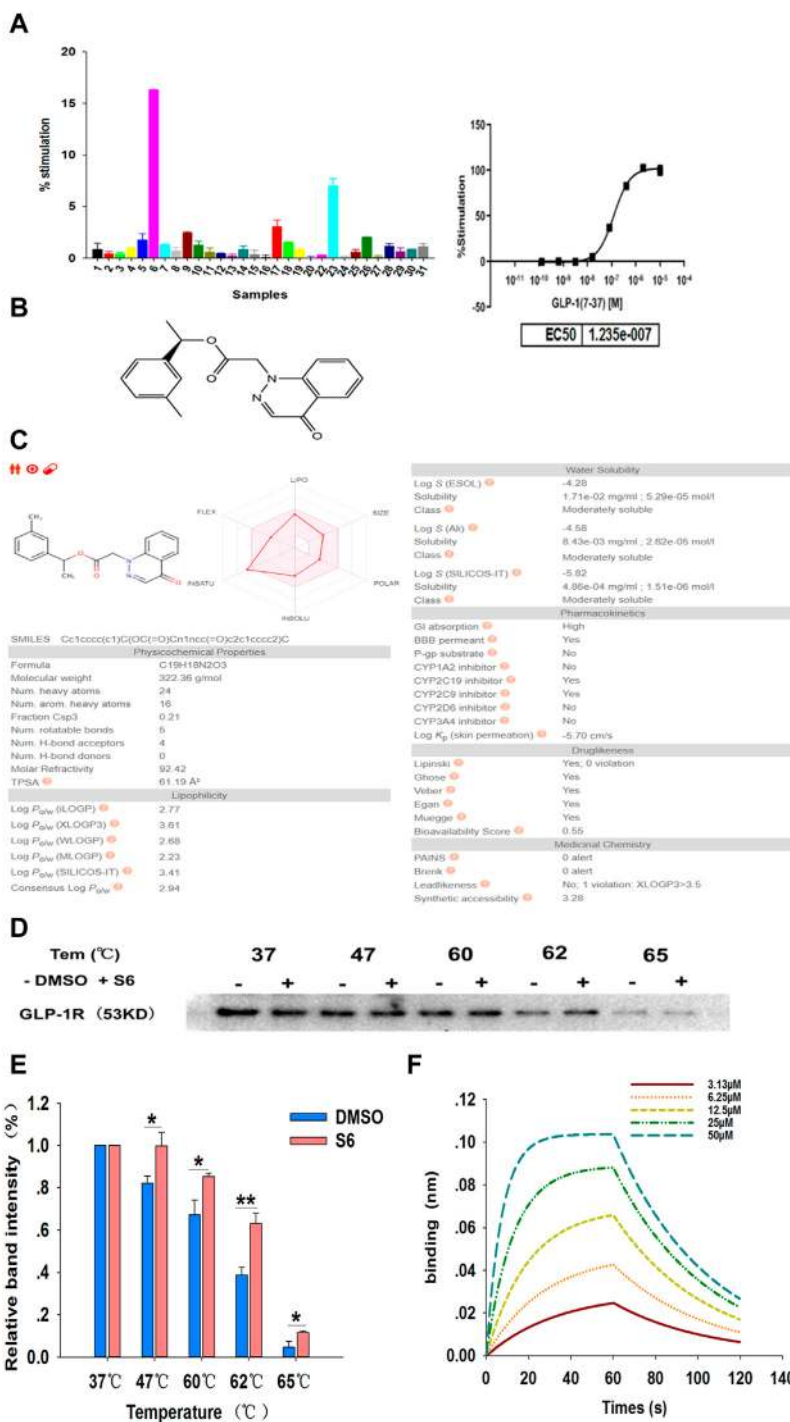 A
% stimulation
20
15
10
5
0
1 2 3 4 5 6 7 8 9 10 11 12 13 14 15 16 17 18 19 20 21 22 23 24 25 26 27 28 29 30 31
Samples
%Stimulation
150
100
50
0
-50
10⁻¹¹ 10⁻¹⁰ 10⁻⁹ 10⁻⁸ 10⁻⁷ 10⁻⁶ 10⁻⁵ 10⁻⁴
GLP-1(7-37) [M]
EC50 1.235e-007
B
O
O
N
N
O
C
CH₃
O
CH₃
O
N
N
O
LIPO
FLEX
SIZE
INSATU
POLAR
INSOLU
SMILES Cc1cccc(c1)C(OC(=O)Cn1ncc(=O)c2c1cccc2)C
Physicochemical Properties
Formula C19H18N2O3
Molecular weight 322.36 g/mol
Num. heavy atoms 24
Num. arom. heavy atoms 16
Fraction Csp3 0.21
Num. rotatable bonds 5
Num. H-bond acceptors 4
Num. H-bond donors 0
Molar Refractivity 92.42
TPSA 61.19 Å²
Lipophilicity
Log Po/w (iLOGP) 2.77
Log Po/w (XLOGP3) 3.61
Log Po/w (WLOGP) 2.68
Log Po/w (MLOGP) 2.23
Log Po/w (SILICOS-IT) 3.41
Consensus Log Po/w 2.94
Water Solubility
Log S (ESOL) -4.28
Solubility 1.71e-02 mg/ml ; 5.29e-05 mol/l
Class Moderately soluble
Log S (Ali) -4.58
Solubility 8.43e-03 mg/ml ; 2.62e-05 mol/l
Class Moderately soluble
Log S (SILICOS-IT) -5.82
Solubility 4.86e-04 mg/ml ; 1.51e-06 mol/l
Class Moderately soluble
Pharmacokinetics
GI absorption High
BBB permeant Yes
P-gp substrate No
CYP1A2 inhibitor No
CYP2C19 inhibitor Yes
CYP2C9 inhibitor Yes
CYP2D6 inhibitor No
CYP3A4 inhibitor No
Log Kp (skin permeation) -5.70 cm/s
Druglikeness
Lipinski Yes; 0 violation
Ghose Yes
Veber Yes
Egan Yes
Muegge Yes
Bioavailability Score 0.55
Medicinal Chemistry
PAINS 0 alert
Brenk 0 alert
Leadlikeness No; 1 violation: XLOGP3>3.5
Synthetic accessibility 3.28
D
Tem (℃) 37 47 60 62 65
- DMSO + S6 - + - + - + - + - +
GLP-1R (53KD)
E
Relative band intensity (%)
1.2
1.0
.8
.6
.4
.2
0.0
*
*
**
*
DMSO
S6
37℃ 47℃ 60℃ 62℃ 65℃
Temperature (℃)
F
binding (nm)
.12
.10
.08
.06
.04
.02
.00
3.13µM
6.25µM
12.5µM
25µM
50µM
0 20 40 60 80 100 120 140
Times (s)